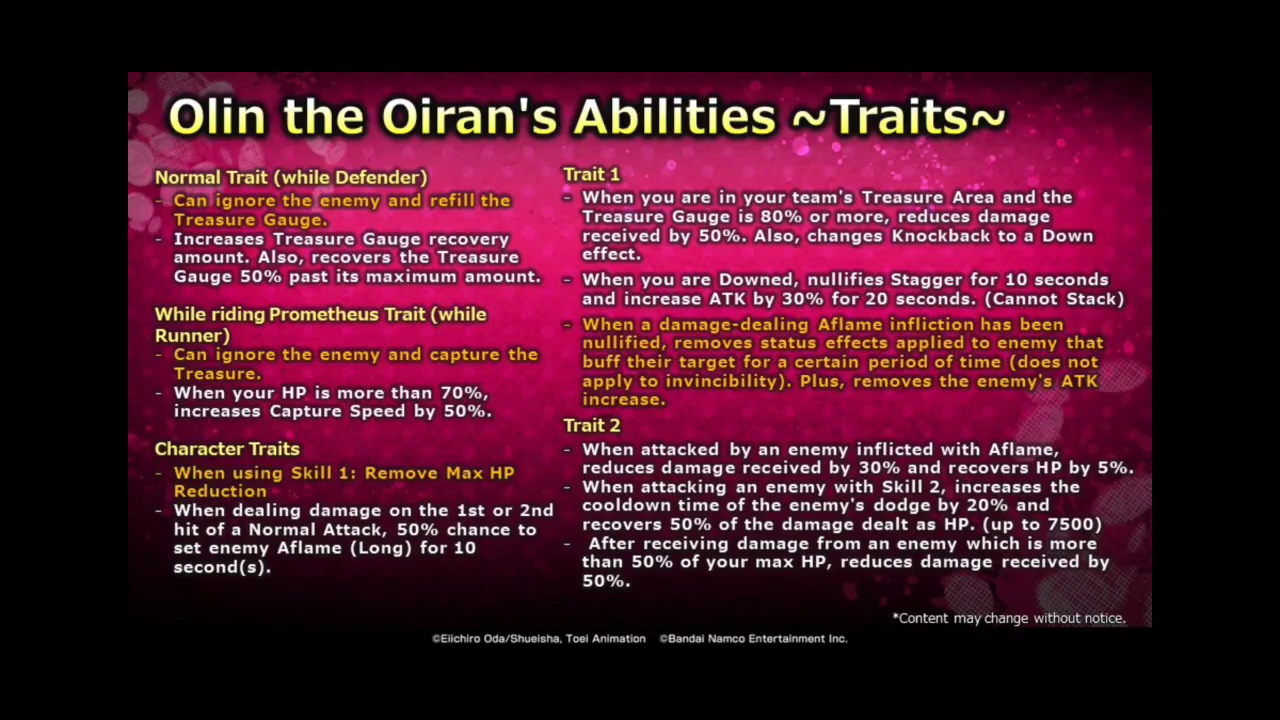 Olin the Oiran's Abilities ~Traits~
Normal Trait (while Defender)
- Can ignore the enemy and refill the
Treasure Gauge.
- Increases Treasure Gauge recovery
amount. Also, recovers the Treasure
Gauge 50% past its maximum amount.
While riding Prometheus Trait (while
Runner)
- Can ignore the enemy and capture the
Treasure.
- When your HP is more than 70%,
increases Capture Speed by 50%.
Character Traits
- When using Skill 1: Remove Max HP
Reduction
- When dealing damage on the 1st or 2nd
hit of a Normal Attack, 50% chance to
set enemy Aflame (Long) for 10
second(s).
Trait 1
- When you are in your team's Treasure Area and the
Treasure Gauge is 80% or more, reduces damage
received by 50%. Also, changes Knockback to a Down
effect.
- When you are Downed, nullifies Stagger for 10 seconds
and increase ATK by 30% for 20 seconds. (Cannot Stack)
- When a damage-dealing Aflame infliction has been
nullified, removes status effects applied to enemy that
buff their target for a certain period of time (does not
apply to invincibility). Plus, removes the enemy's ATK
increase.
Trait 2
- When attacked by an enemy inflicted with Aflame,
reduces damage received by 30% and recovers HP by 5%.
- When attacking an enemy with Skill 2, increases the
cooldown time of the enemy's dodge by 20% and
recovers 50% of the damage dealt as HP. (up to 7500)
- After receiving damage from an enemy which is more
than 50% of your max HP, reduces damage received by
50%.
*Content may change without notice.
©Eiichiro Oda/Shueisha, Toei Animation ©Bandai Namco Entertainment Inc.